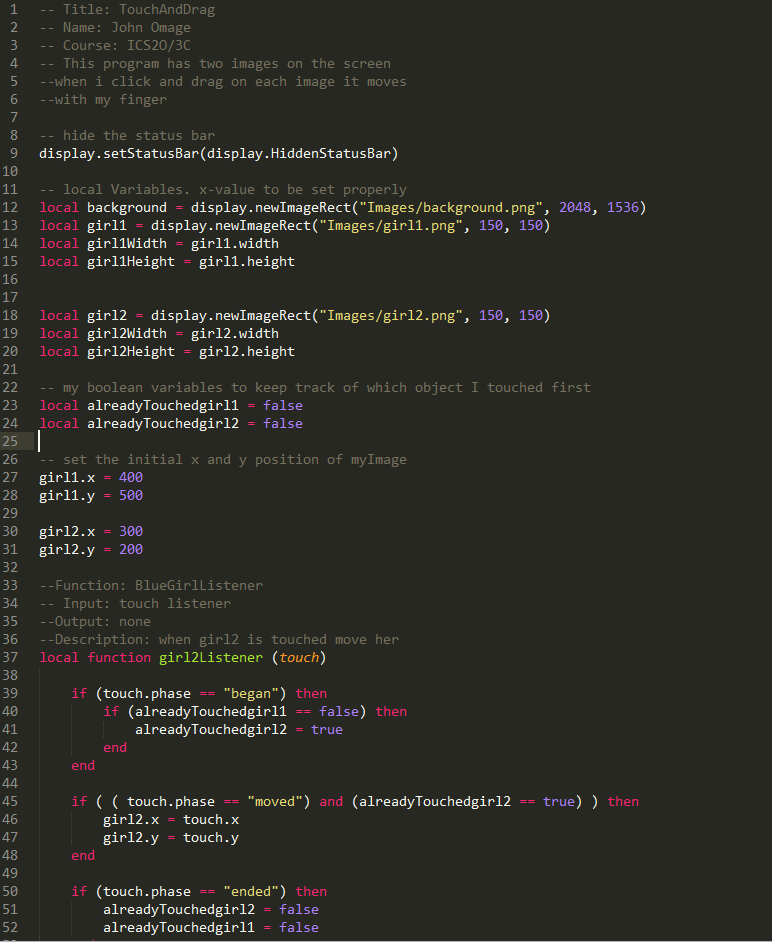 1 -- Title: TouchAndDrag
2 -- Name: John Omage
3 -- Course: ICS2O/3C
4 -- This program has two images on the screen
5 --when i click and drag on each image it moves
6 --with my finger
7
8 -- hide the status bar
9 display.setStatusBar(display.HiddenStatusBar)
10
11 -- local Variables. x-value to be set properly
12 local background = display.newImageRect("Images/background.png", 2048, 1536)
13 local girl1 = display.newImageRect("Images/girl1.png", 150, 150)
14 local girl1Width = girl1.width
15 local girl1Height = girl1.height
16
17
18 local girl2 = display.newImageRect("Images/girl2.png", 150, 150)
19 local girl2Width = girl2.width
20 local girl2Height = girl2.height
21
22 -- my boolean variables to keep track of which object I touched first
23 local alreadyTouchedgirl1 = false
24 local alreadyTouchedgirl2 = false
25
26 -- set the initial x and y position of myImage
27 girl1.x = 400
28 girl1.y = 500
29
30 girl2.x = 300
31 girl2.y = 200
32
33 --Function: BlueGirlListener
34 -- Input: touch listener
35 --Output: none
36 --Description: when girl2 is touched move her
37 local function girl2Listener (touch)
38
39     if (touch.phase == "began") then
40         if (alreadyTouchedgirl1 == false) then
41             alreadyTouchedgirl2 = true
42         end
43     end
44
45     if ( ( touch.phase == "moved") and (alreadyTouchedgirl2 == true) ) then
46         girl2.x = touch.x
47         girl2.y = touch.y
48     end
49
50     if (touch.phase == "ended") then
51         alreadyTouchedgirl2 = false
52         alreadyTouchedgirl1 = false